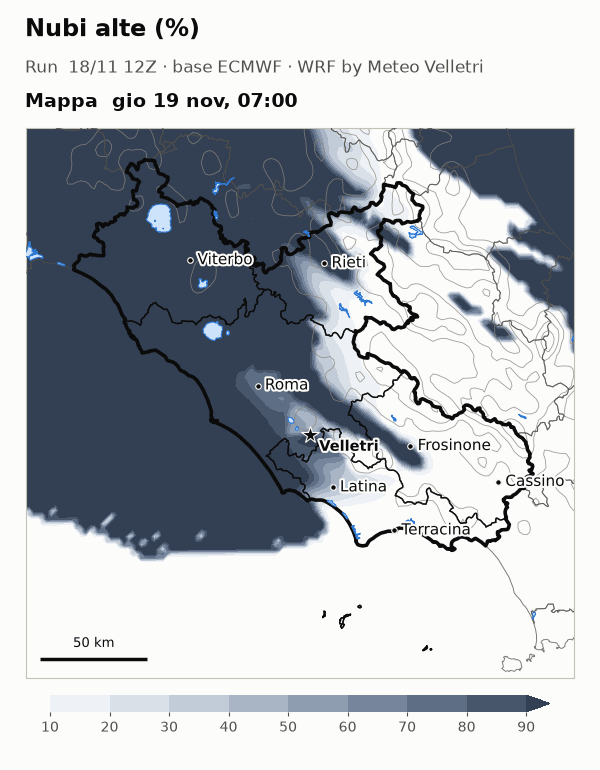 Nubi alte (%)
Run  18/11 12Z · base ECMWF · WRF by Meteo Velletri
Mappa  gio 19 nov, 07:00
Viterbo
Rieti
Roma
Velletri
Frosinone
Cassino
Latina
Terracina
50 km
10 20 30 40 50 60 70 80 90